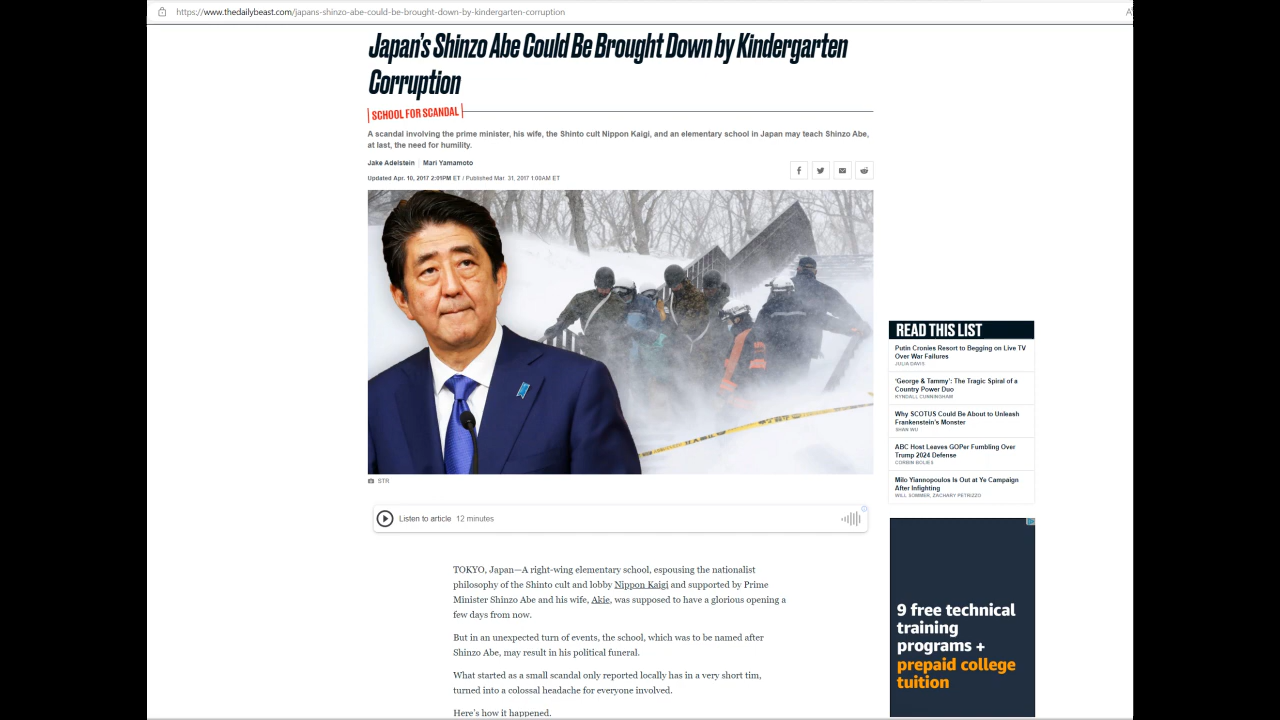 https://www.thedailybeast.com/japans-shinzo-abe-could-be-brought-down-by-kindergarten-corruption
Japan's Shinzo Abe Could Be Brought Down by Kindergarten
Corruption
SCHOOL FOR SCANDAL
A scandal involving the prime minister, his wife, the Shinto cult Nippon Kaigi, and an elementary school in Japan may teach Shinzo Abe,
at last, the need for humility.
Jake Adelstein | Mari Yamamoto
Updated Apr. 10, 2017 2:01PM ET / Published Mar. 31, 2017 1:00AM ET
STR
Listen to article 12 minutes
TOKYO, Japan—A right-wing elementary school, espousing the nationalist
philosophy of the Shinto cult and lobby Nippon Kaigi and supported by Prime
Minister Shinzo Abe and his wife, Akie, was supposed to have a glorious opening a
few days from now.
But in an unexpected turn of events, the school, which was to be named after
Shinzo Abe, may result in his political funeral.
What started as a small scandal only reported locally has in a very short tim,
turned into a colossal headache for everyone involved.
Here's how it happened.
READ THIS LIST
Putin Cronies Resort to Begging on Live TV
Over War Failures
JULIA DAVIS
'George & Tammy': The Tragic Spiral of a
Country Power Duo
KYNDALL CUNNINGHAM
Why SCOTUS Could Be About to Unleash
Frankenstein's Monster
SHAN WU
ABC Host Leaves GOPer Fumbling Over
Trump 2024 Defense
CORBIN BOLIES
Milo Yiannopoulos Is Out at Ye Campaign
After Infighting
WILL SOMMER, ZACHARY PETRIZZO
9 free technical
training
programs +
prepaid college
tuition